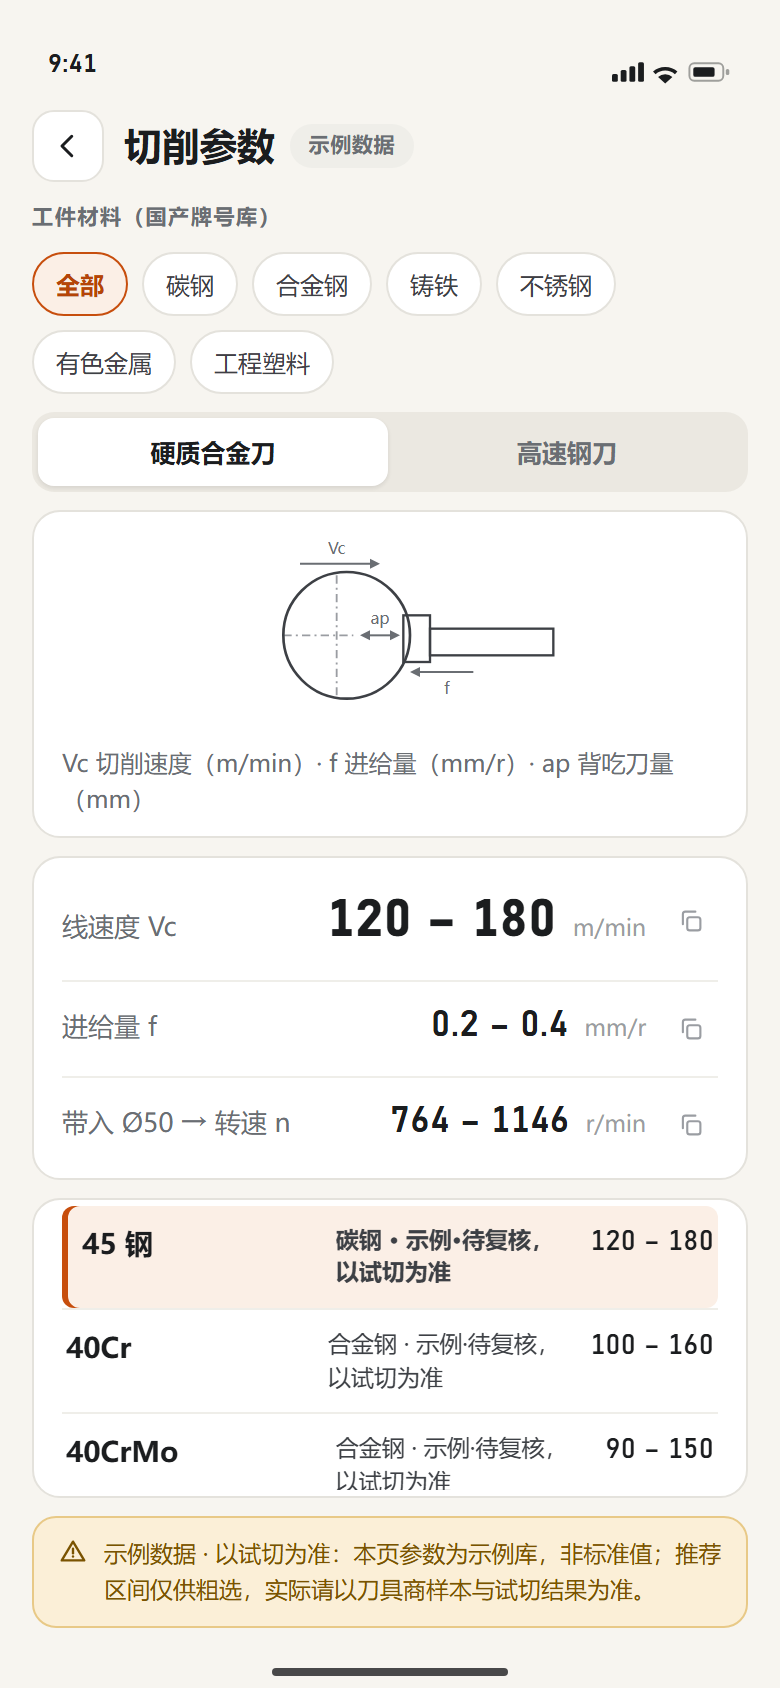 9:41
切削参数 示例数据
工件材料（国产牌号库）
全部 碳钢 合金钢 铸铁 不锈钢
有色金属 工程塑料
硬质合金刀 高速钢刀
Vc
ap
f
Vc 切削速度（m/min）· f 进给量（mm/r）· ap 背吃刀量
（mm）
线速度 Vc 120 – 180 m/min
进给量 f 0.2 – 0.4 mm/r
带入 Ø50 → 转速 n 764 – 1146 r/min
45 钢 碳钢 · 示例·待复核， 120 – 180
以试切为准
40Cr 合金钢 · 示例·待复核， 100 – 160
以试切为准
40CrMo 合金钢 · 示例·待复核， 90 – 150
以试切为准
示例数据 · 以试切为准：本页参数为示例库，非标准值；推荐
区间仅供粗选，实际请以刀具商样本与试切结果为准。